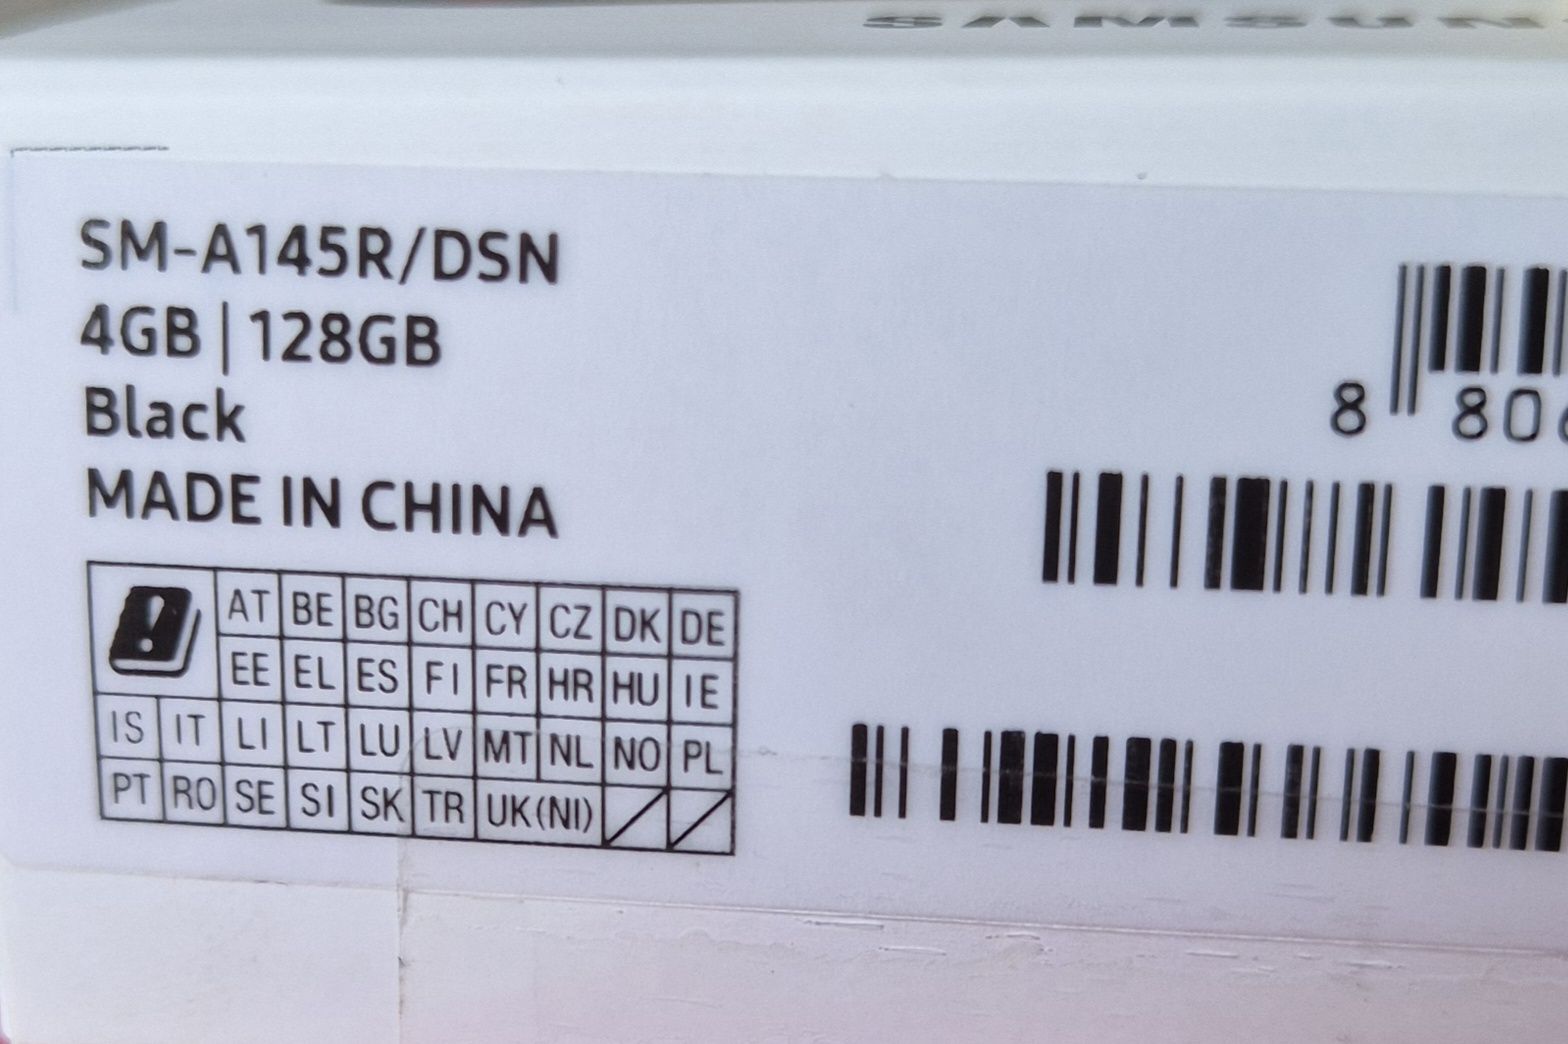 SAMSUN
SM-A145R/DSN
4GB | 128GB
Black
MADE IN CHINA
8 80
AT BE BG CH CY CZ DK DE
EE EL ES FI FR HR HU IE
IS IT LI LT LU LV MT NL NO PL
PT RO SE SI SK TR UK(NI)